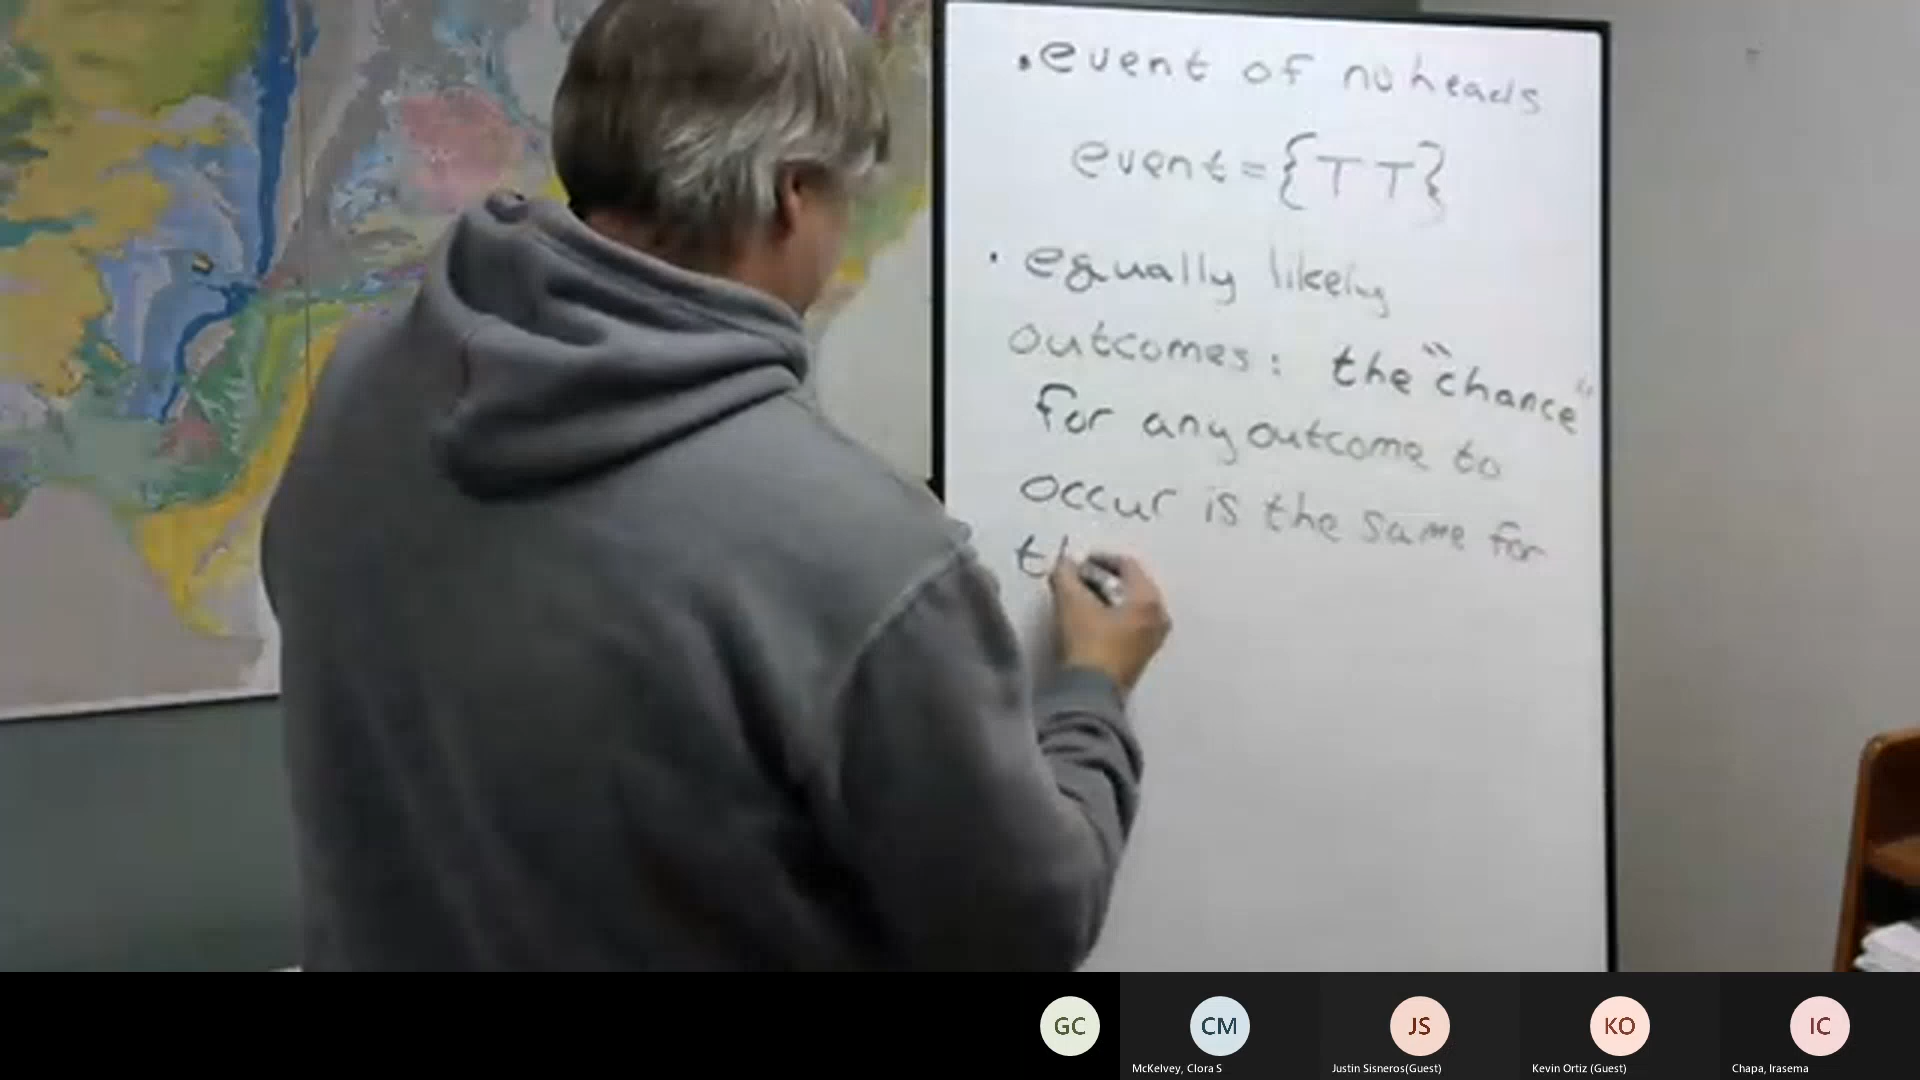 . event of no heads
event = {TT}
. equally likely
outcomes: the "chance"
for any outcome to
occur is the same for
th
GC
CM
JS
KO
IC
McKelvey, Clora S
Justin Sisneros(Guest)
Kevin Ortiz (Guest)
Chapa, Irasema